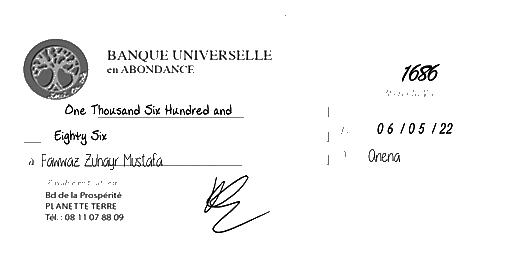 BANQUE UNIVERSELLE
en ABONDANCE
1686
One Thousand Six Hundred and
Eighty Six
06/05/22
à Fawwaz Zuhayr Mustafa
Onena
Bd de la Prospérité
PLANETTE TERRE
Tél. : 08 11 07 88 09